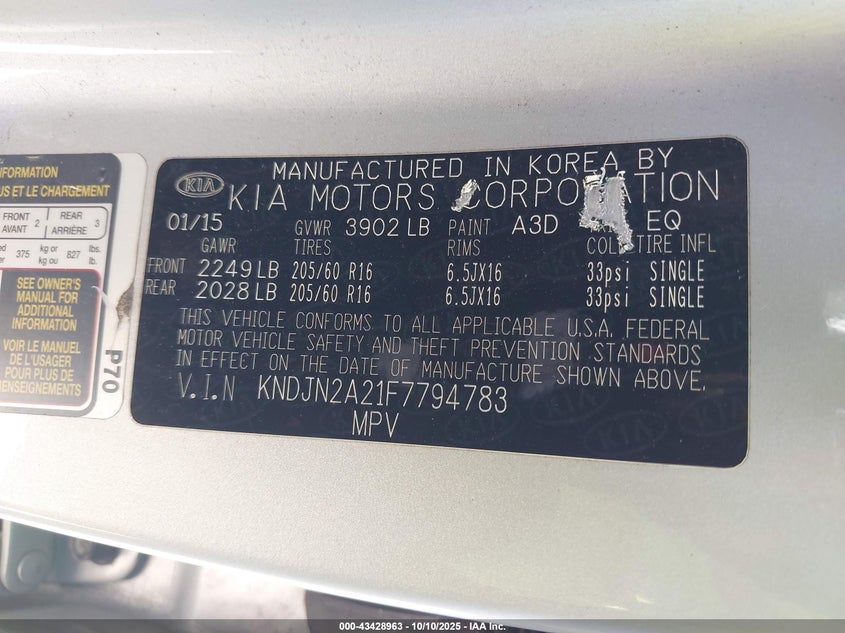 INFORMATION
US ET LE CHARGEMENT
FRONT
AVANT 2
REAR
ARRIÈRE 3
375 kg or
kg ou 827 lbs.
lb.
SEE OWNER'S
MANUAL FOR
ADDITIONAL
INFORMATION
VOIR LE MANUEL
DE L'USAGER
POUR PLUS DE
RENSEIGNEMENTS
P70
MANUFACTURED IN KOREA BY
KIA KIA MOTORS
01/15 GVWR 3902 LB PAINT A3D EQ
GAWR TIRES RIMS TIRE INFL
FRONT 2249 LB 205/60 R16 6.5JX16 33psi SINGLE
REAR 2028 LB 205/60 R16 6.5JX16 33psi SINGLE
THIS VEHICLE CONFORMS TO ALL APPLICABLE U.S.A. FEDERAL
MOTOR VEHICLE SAFETY AND THEFT PREVENTION STANDARDS
IN EFFECT ON THE DATE OF MANUFACTURE SHOWN ABOVE.
V.I.N KNDJN2A21F7794783
MPV
000-43428963 - 10/10/2025 - IAA Inc.